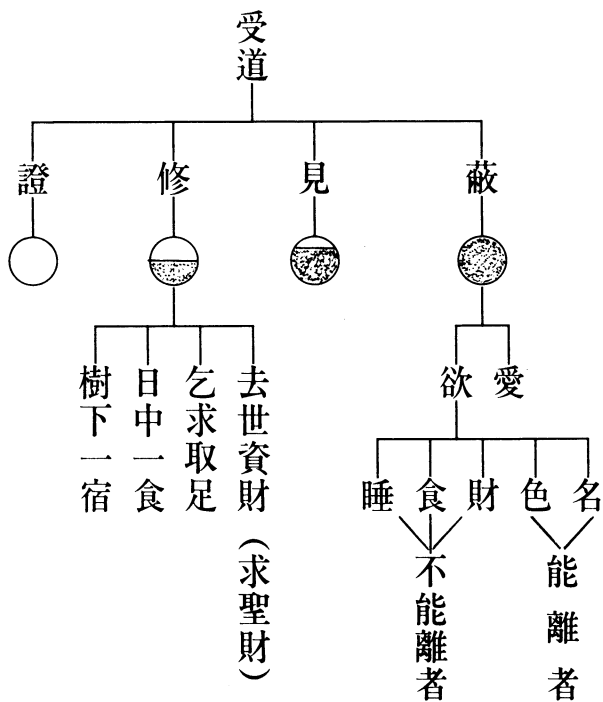 受道
蔽
見
修
證
愛
欲
去世資財（求聖財）
乞求取足
日中一食
樹下一宿
名
色
財
食
睡
能離者
不能離者